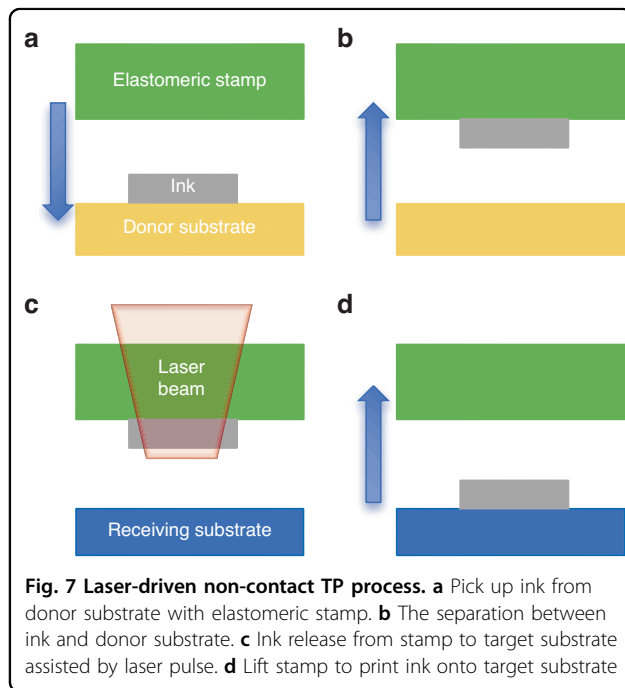 a
b
Elastomeric stamp
Ink
Donor substrate
c
d
Laser
beam
Receiving substrate
Fig. 7 Laser-driven non-contact TP process. a Pick up ink from
donor substrate with elastomeric stamp. b The separation between
ink and donor substrate. c Ink release from stamp to target substrate
assisted by laser pulse. d Lift stamp to print ink onto target substrate